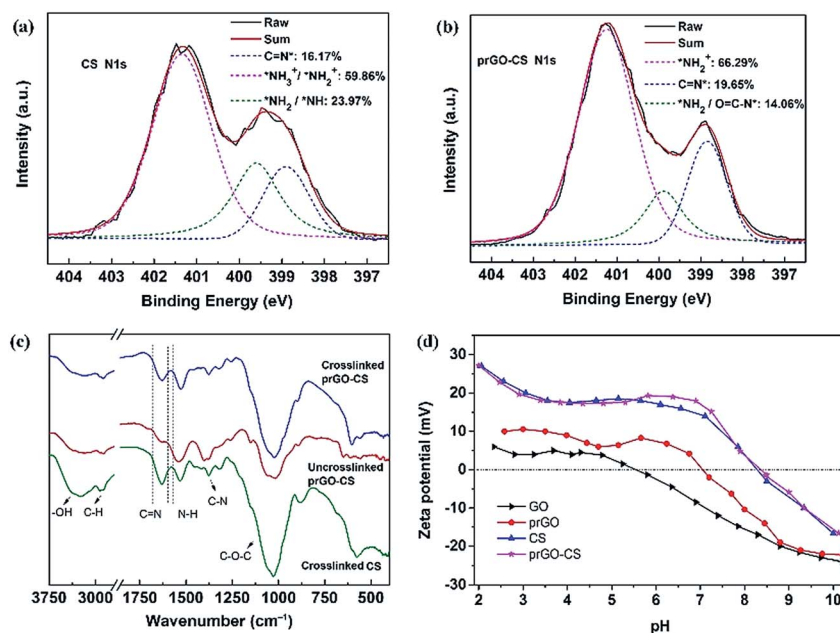 (a)
CS N1s
Raw
Sum
C=N*: 16.17%
*NH₃⁺/ *NH₂⁺: 59.86%
*NH₂ / *NH: 23.97%
Intensity (a.u.)
404 403 402 401 400 399 398 397
Binding Energy (eV)
(b)
prGO-CS N1s
Raw
Sum
*NH₂⁺: 66.29%
C=N*: 19.65%
*NH₂ / O=C-N*: 14.06%
Intensity (a.u.)
404 403 402 401 400 399 398 397
Binding Energy (eV)
(c)
Crosslinked
prGO-CS
Uncrosslinked
prGO-CS
-OH
C-H
C=N
N-H
C-N
C-O-C
Crosslinked CS
3750 3000 1750 1500 1250 1000 750 500
Wavenumber (cm⁻¹)
(d)
Zeta potential (mV)
30
20
10
0
-10
-20
-30
GO
prGO
CS
prGO-CS
2 3 4 5 6 7 8 9 10
pH